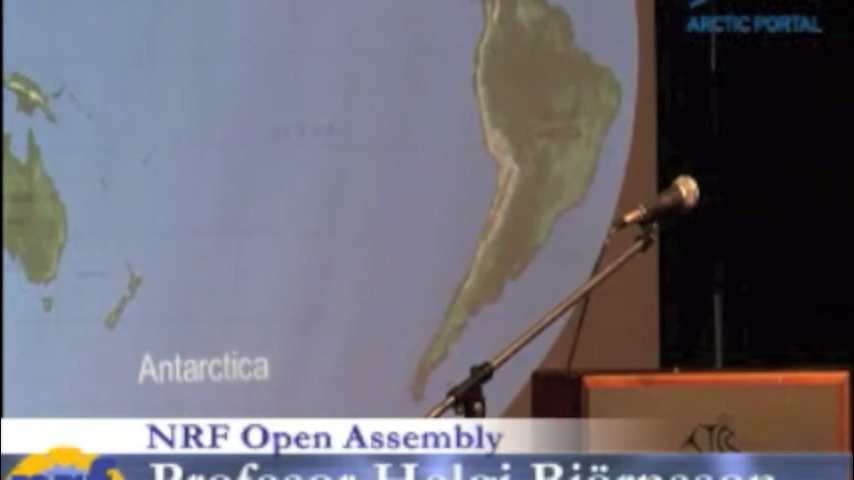 ARCTIC PORTAL
Antarctica
NRF Open Assembly
Professor Helgi Björnsson